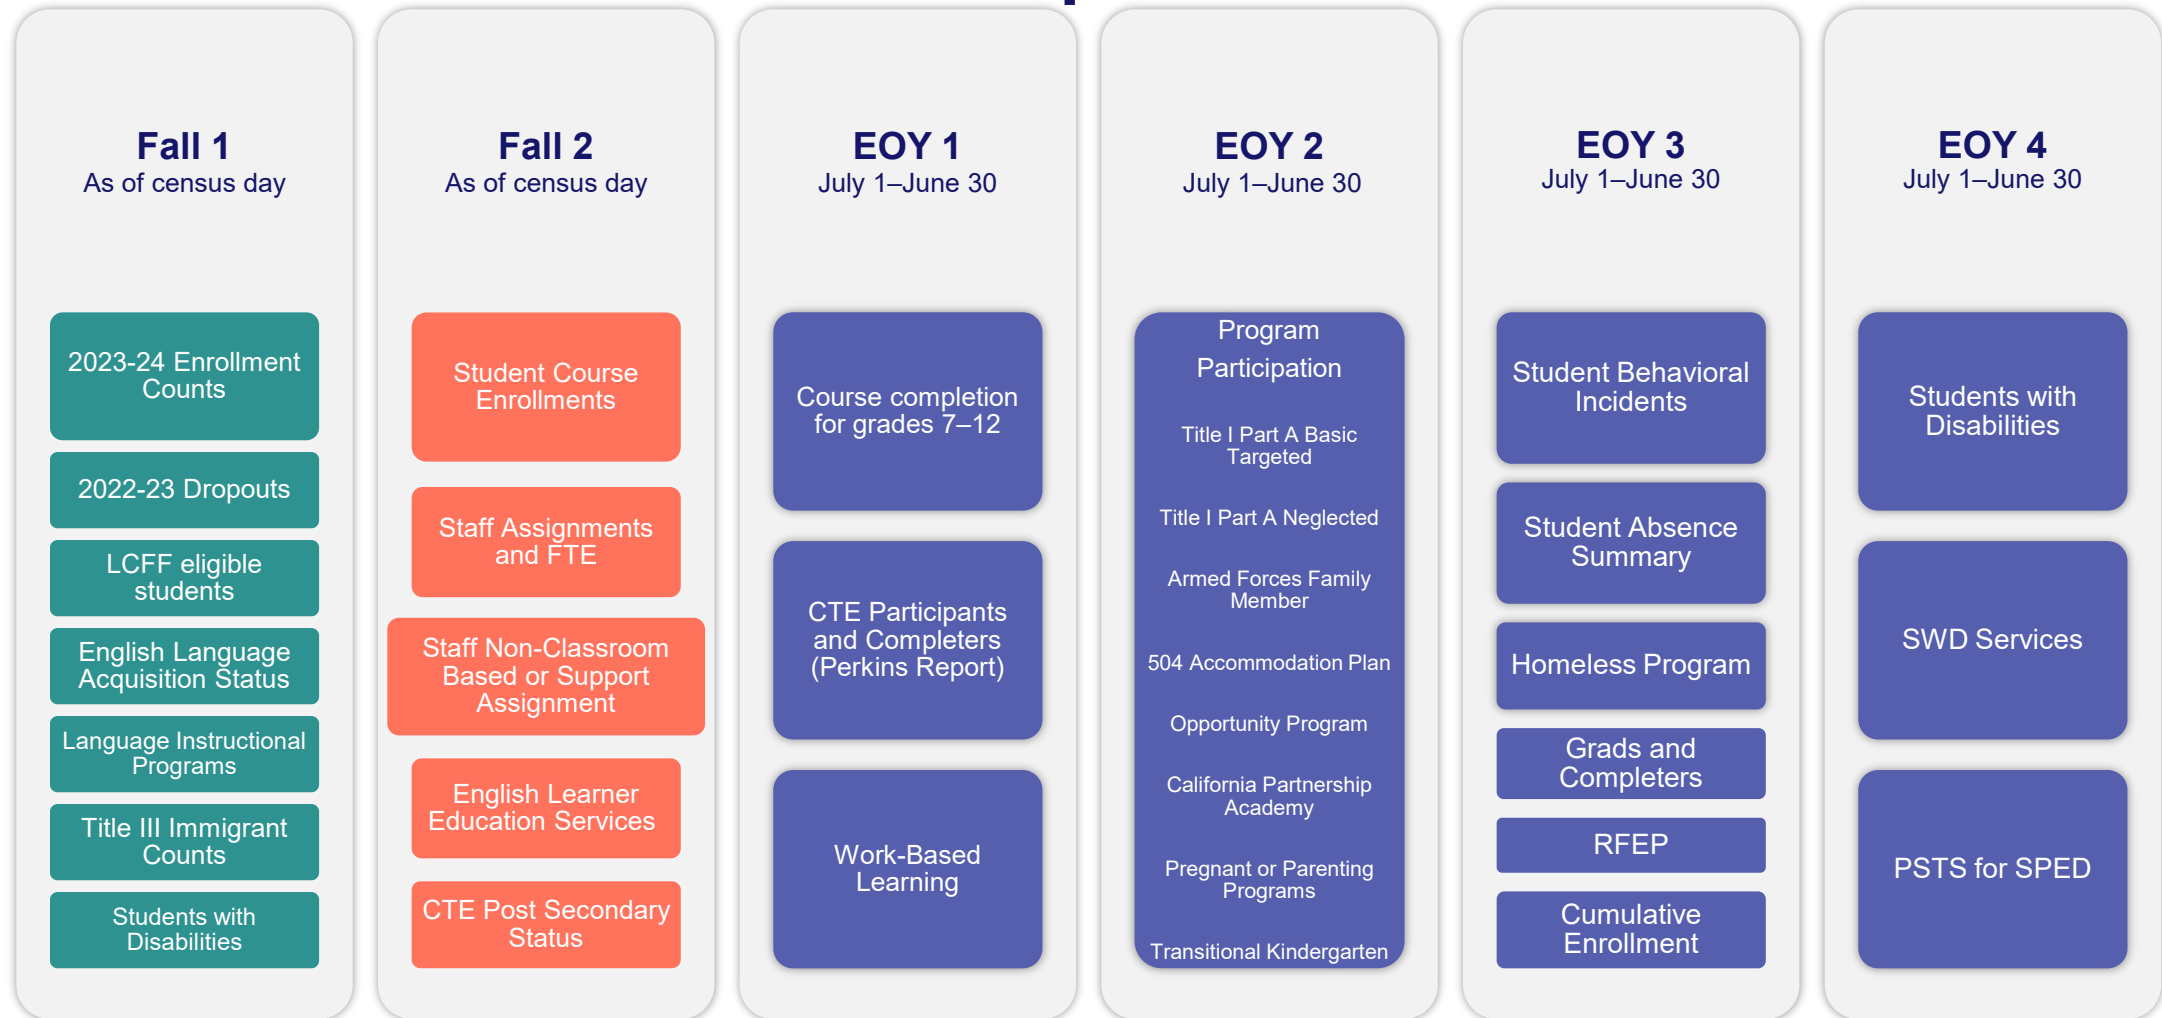 Fall 1
As of census day
2023-24 Enrollment
Counts
2022-23 Dropouts
LCFF eligible
students
English Language
Acquisition Status
Language Instructional
Programs
Title III Immigrant
Counts
Students with
Disabilities
Fall 2
As of census day
Student Course
Enrollments
Staff Assignments
and FTE
Staff Non-Classroom
Based or Support
Assignment
English Learner
Education Services
CTE Post Secondary
Status
EOY 1
July 1–June 30
Course completion
for grades 7–12
CTE Participants
and Completers
(Perkins Report)
Work-Based
Learning
EOY 2
July 1–June 30
Program
Participation
Title I Part A Basic
Targeted
Title I Part A Neglected
Armed Forces Family
Member
504 Accommodation Plan
Opportunity Program
California Partnership
Academy
Pregnant or Parenting
Programs
Transitional Kindergarten
EOY 3
July 1–June 30
Student Behavioral
Incidents
Student Absence
Summary
Homeless Program
Grads and
Completers
RFEP
Cumulative
Enrollment
EOY 4
July 1–June 30
Students with
Disabilities
SWD Services
PSTS for SPED